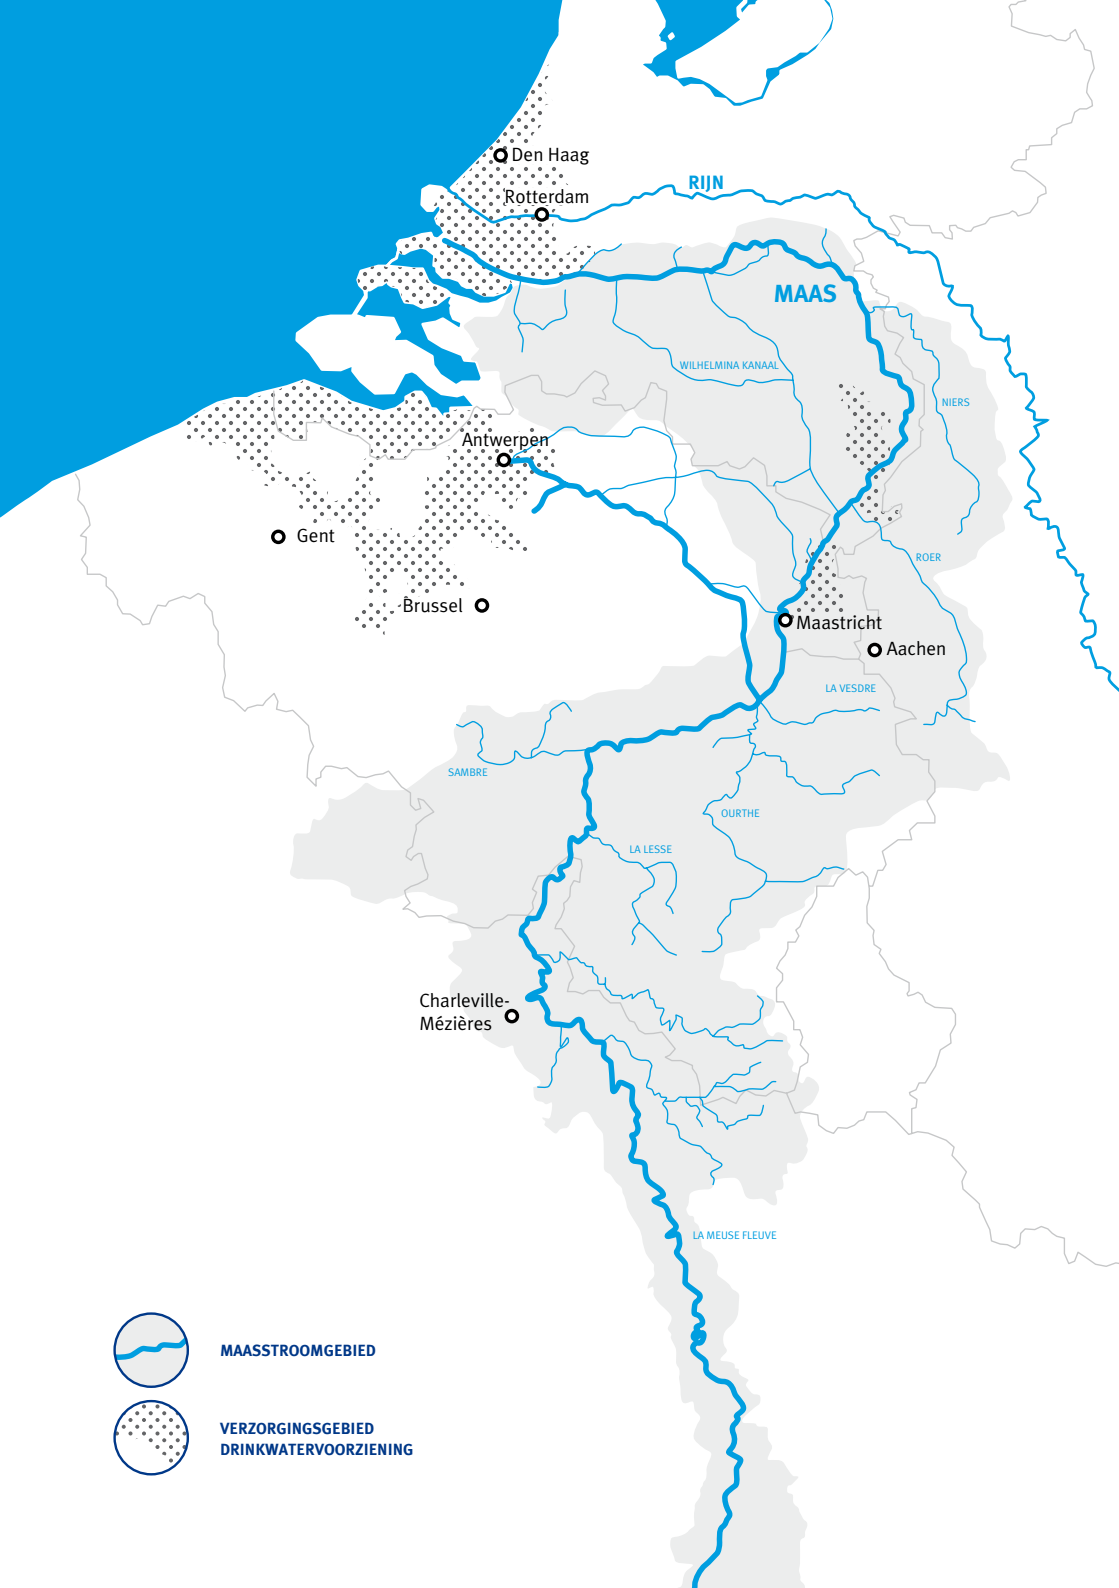 Den Haag
RIJN
Rotterdam
MAAS
WILHELMINA KANAAL
NIERS
Antwerpen
Gent
ROER
Brussel
Maastricht
Aachen
LA VESDRE
SAMBRE
OURTHE
LA LESSE
Charleville-
Mézières
LA MEUSE FLEUVE
MAASSTROOMGEBIED
VERZORGINGSGEBIED
DRINKWATERVOORZIENING